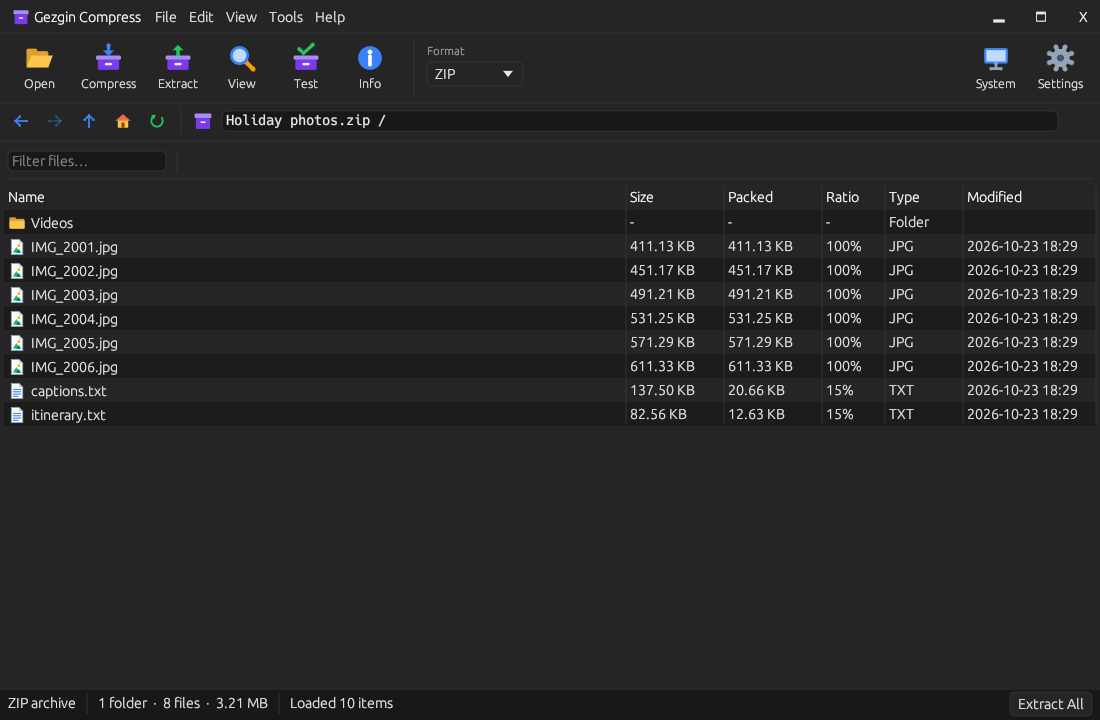 Gezgin Compress File Edit View Tools Help X
Format
ZIP
Open Compress Extract View Test Info System Settings
Holiday photos.zip /
Filter files...
Name Size Packed Ratio Type Modified
Videos - - - Folder
IMG_2001.jpg 411.13 KB 411.13 KB 100% JPG 2026-10-23 18:29
IMG_2002.jpg 451.17 KB 451.17 KB 100% JPG 2026-10-23 18:29
IMG_2003.jpg 491.21 KB 491.21 KB 100% JPG 2026-10-23 18:29
IMG_2004.jpg 531.25 KB 531.25 KB 100% JPG 2026-10-23 18:29
IMG_2005.jpg 571.29 KB 571.29 KB 100% JPG 2026-10-23 18:29
IMG_2006.jpg 611.33 KB 611.33 KB 100% JPG 2026-10-23 18:29
captions.txt 137.50 KB 20.66 KB 15% TXT 2026-10-23 18:29
itinerary.txt 82.56 KB 12.63 KB 15% TXT 2026-10-23 18:29
ZIP archive 1 folder · 8 files · 3.21 MB Loaded 10 items Extract All